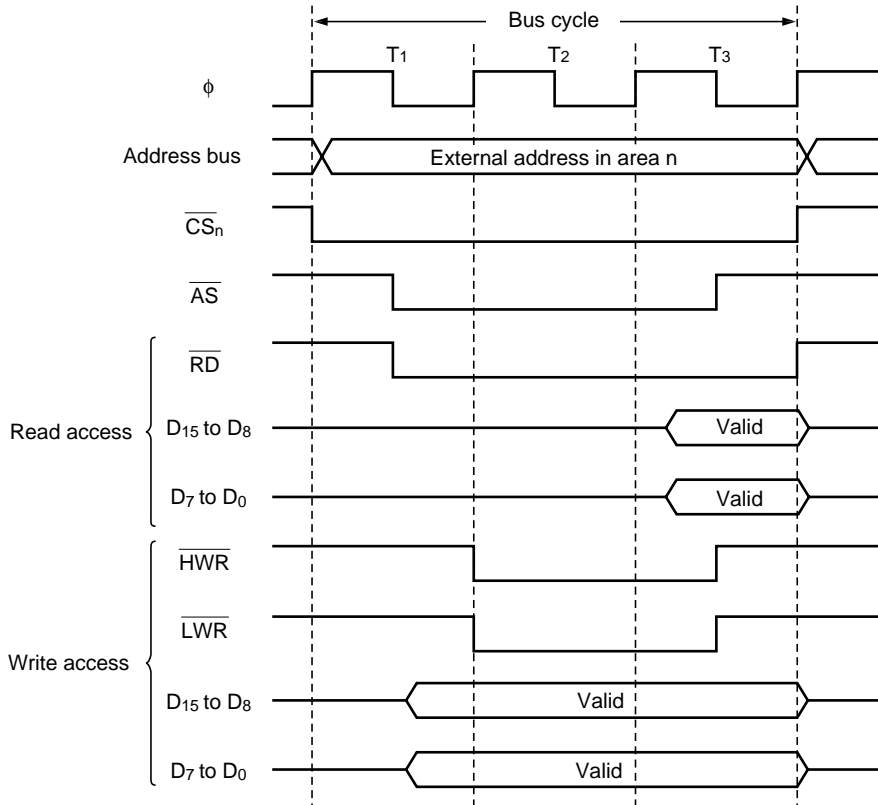 Bus cycle
T1 T2 T3
ϕ
Address bus External address in area n
CSn
AS
RD
Read access
D15 to D8 Valid
D7 to D0 Valid
HWR
LWR
Write access
D15 to D8 Valid
D7 to D0 Valid